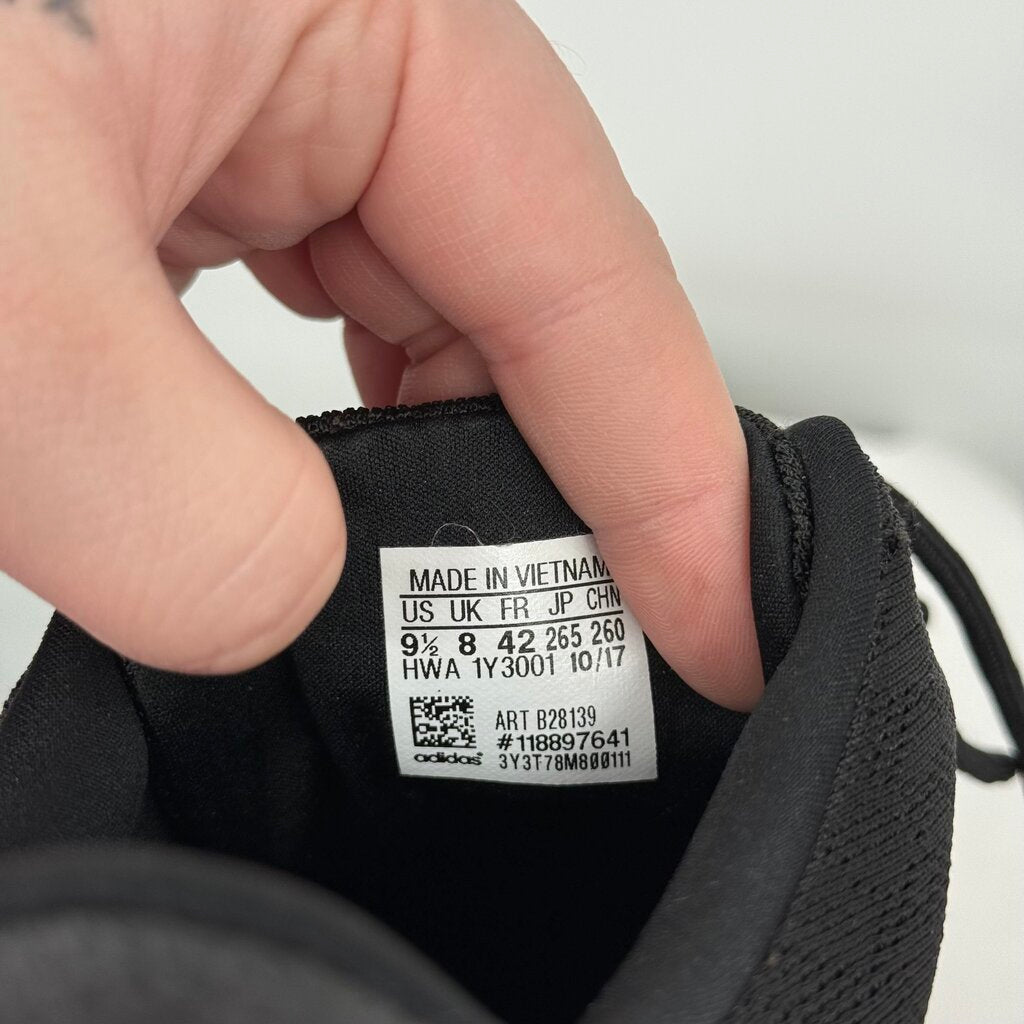 MADE IN VIETNAM
US UK FR JP CHN
9½ 8 42 265 260
HWA 1Y3001 10/17
ART B28139
#118897641
adidas 3Y3T78M800111